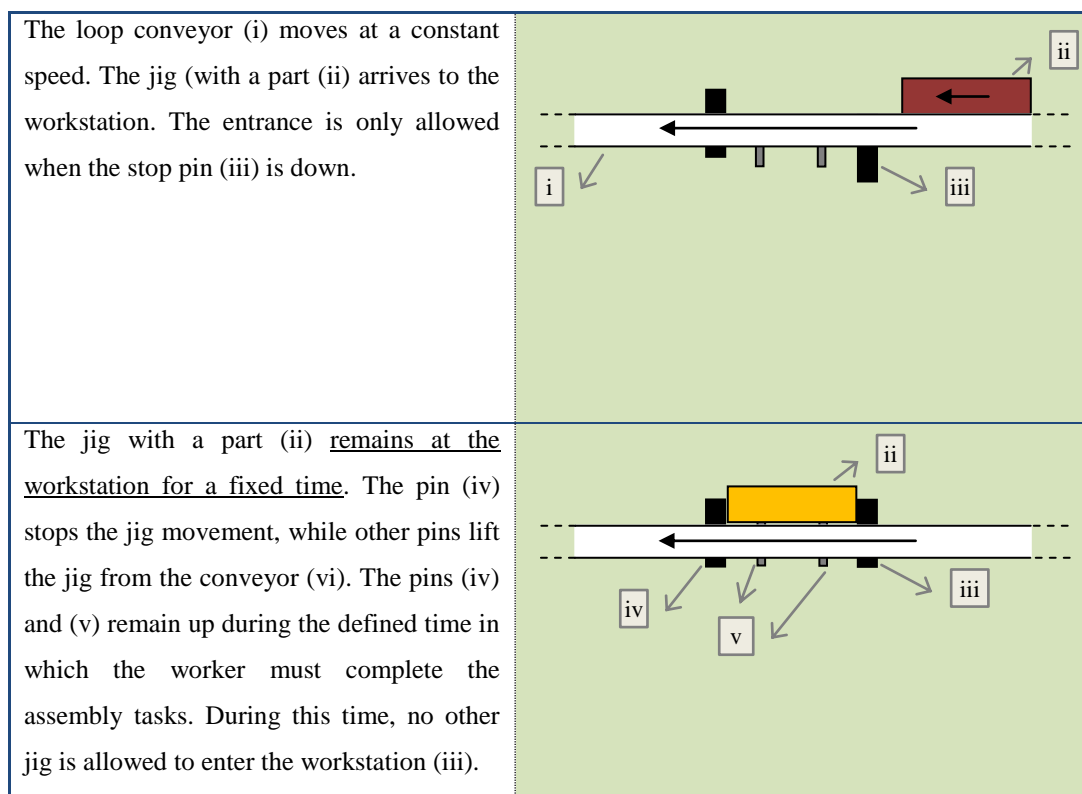 The loop conveyor (i) moves at a constant
speed. The jig (with a part (ii) arrives to the
workstation. The entrance is only allowed
when the stop pin (iii) is down.
ii
i
iii
The jig with a part (ii) remains at the
workstation for a fixed time. The pin (iv)
stops the jig movement, while other pins lift
the jig from the conveyor (vi). The pins (iv)
and (v) remain up during the defined time in
which the worker must complete the
assembly tasks. During this time, no other
jig is allowed to enter the workstation (iii).
ii
iv
v
iii